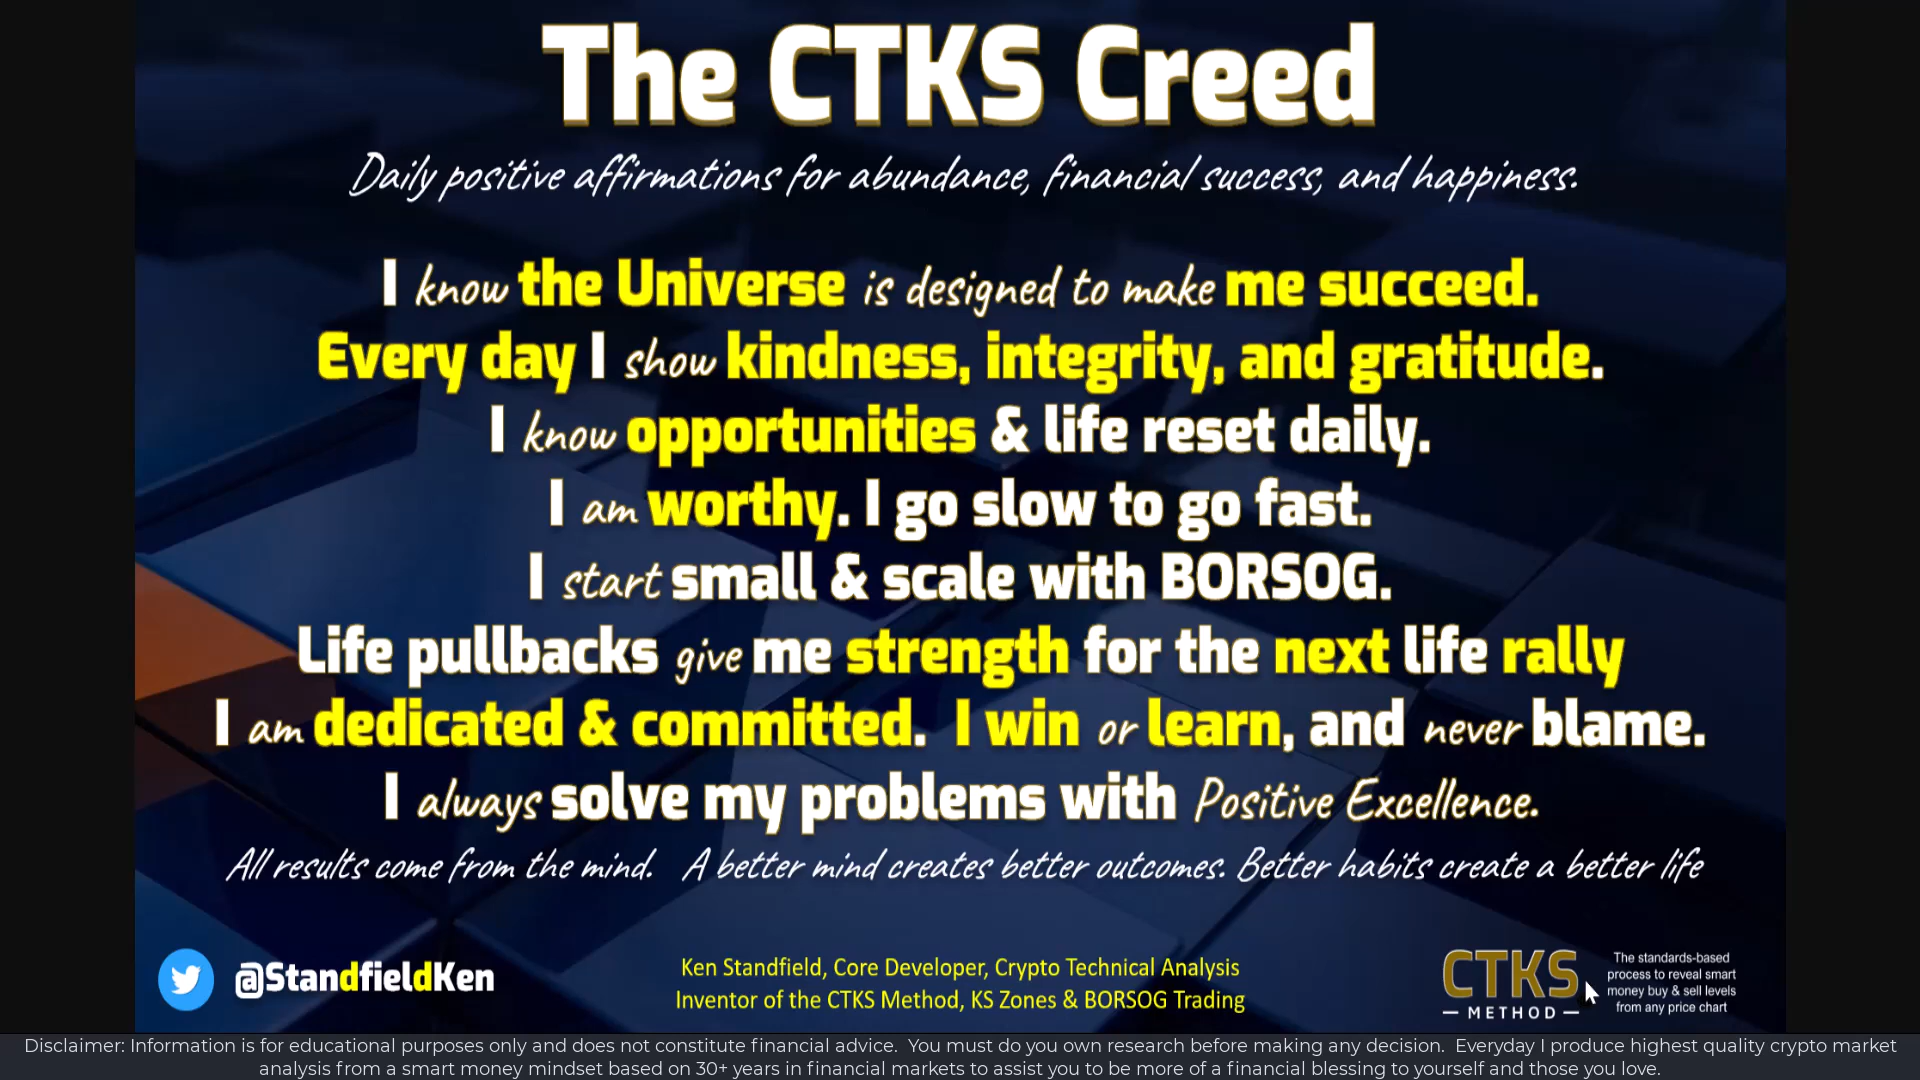 The CTKS Creed
Daily positive affirmations for abundance, financial success, and happiness.
I know the Universe is designed to make me succeed.
Every day I show kindness, integrity, and gratitude.
I know opportunities & life reset daily.
I am worthy. I go slow to go fast.
I start small & scale with BORSOG.
Life pullbacks give me strength for the next life rally
I am dedicated & committed. I win or learn, and never blame.
I always solve my problems with Positive Excellence.
All results come from the mind. A better mind creates better outcomes. Better habits create a better life
@StandfieldKen
Ken Standfield, Core Developer, Crypto Technical Analysis
Inventor of the CTKS Method, KS Zones & BORSOG Trading
CTKS
METHOD
The standards-based
process to reveal smart
money buy & sell levels
from any price chart
Disclaimer: Information is for educational purposes only and does not constitute financial advice. You must do you own research before making any decision. Everyday I produce highest quality crypto market
analysis from a smart money mindset based on 30+ years in financial markets to assist you to be more of a financial blessing to yourself and those you love.